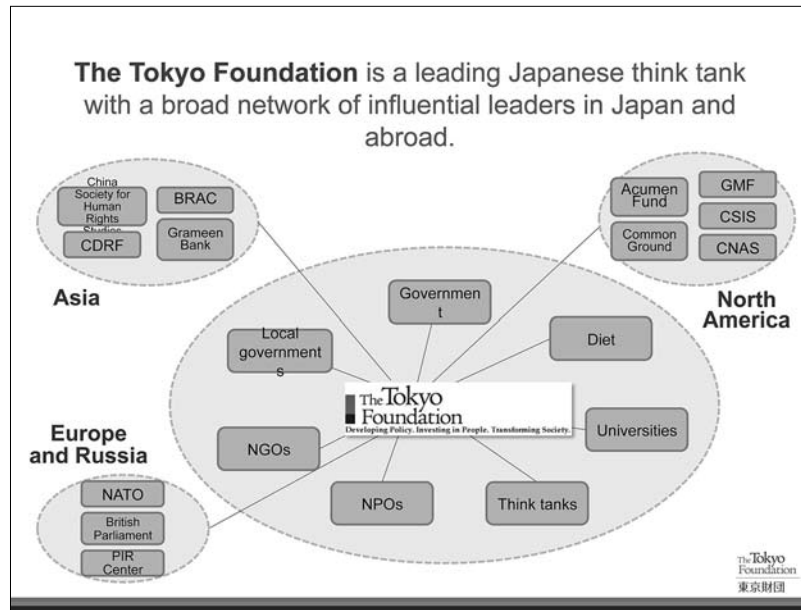 The Tokyo Foundation is a leading Japanese think tank
with a broad network of influential leaders in Japan and
abroad.
China
Society for
Human
Rights
Studies
BRAC
CDRF
Grameen
Bank
Asia
Acumen
Fund
GMF
CSIS
Common
Ground
CNAS
North
America
Governmen
t
Local
government
s
Diet
The Tokyo
Foundation
Developing Policy. Investing in People. Transforming Society.
Universities
NGOs
NPOs
Think tanks
Europe
and Russia
NATO
British
Parliament
PIR
Center
The Tokyo
Foundation
東京財団